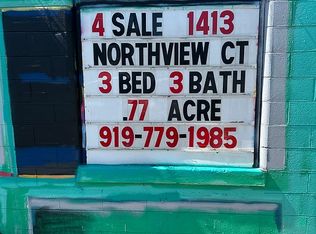 4 SALE 1413
NORTHVIEW CT
3 BED 3 BATH
.77 ACRE
919-779-1985